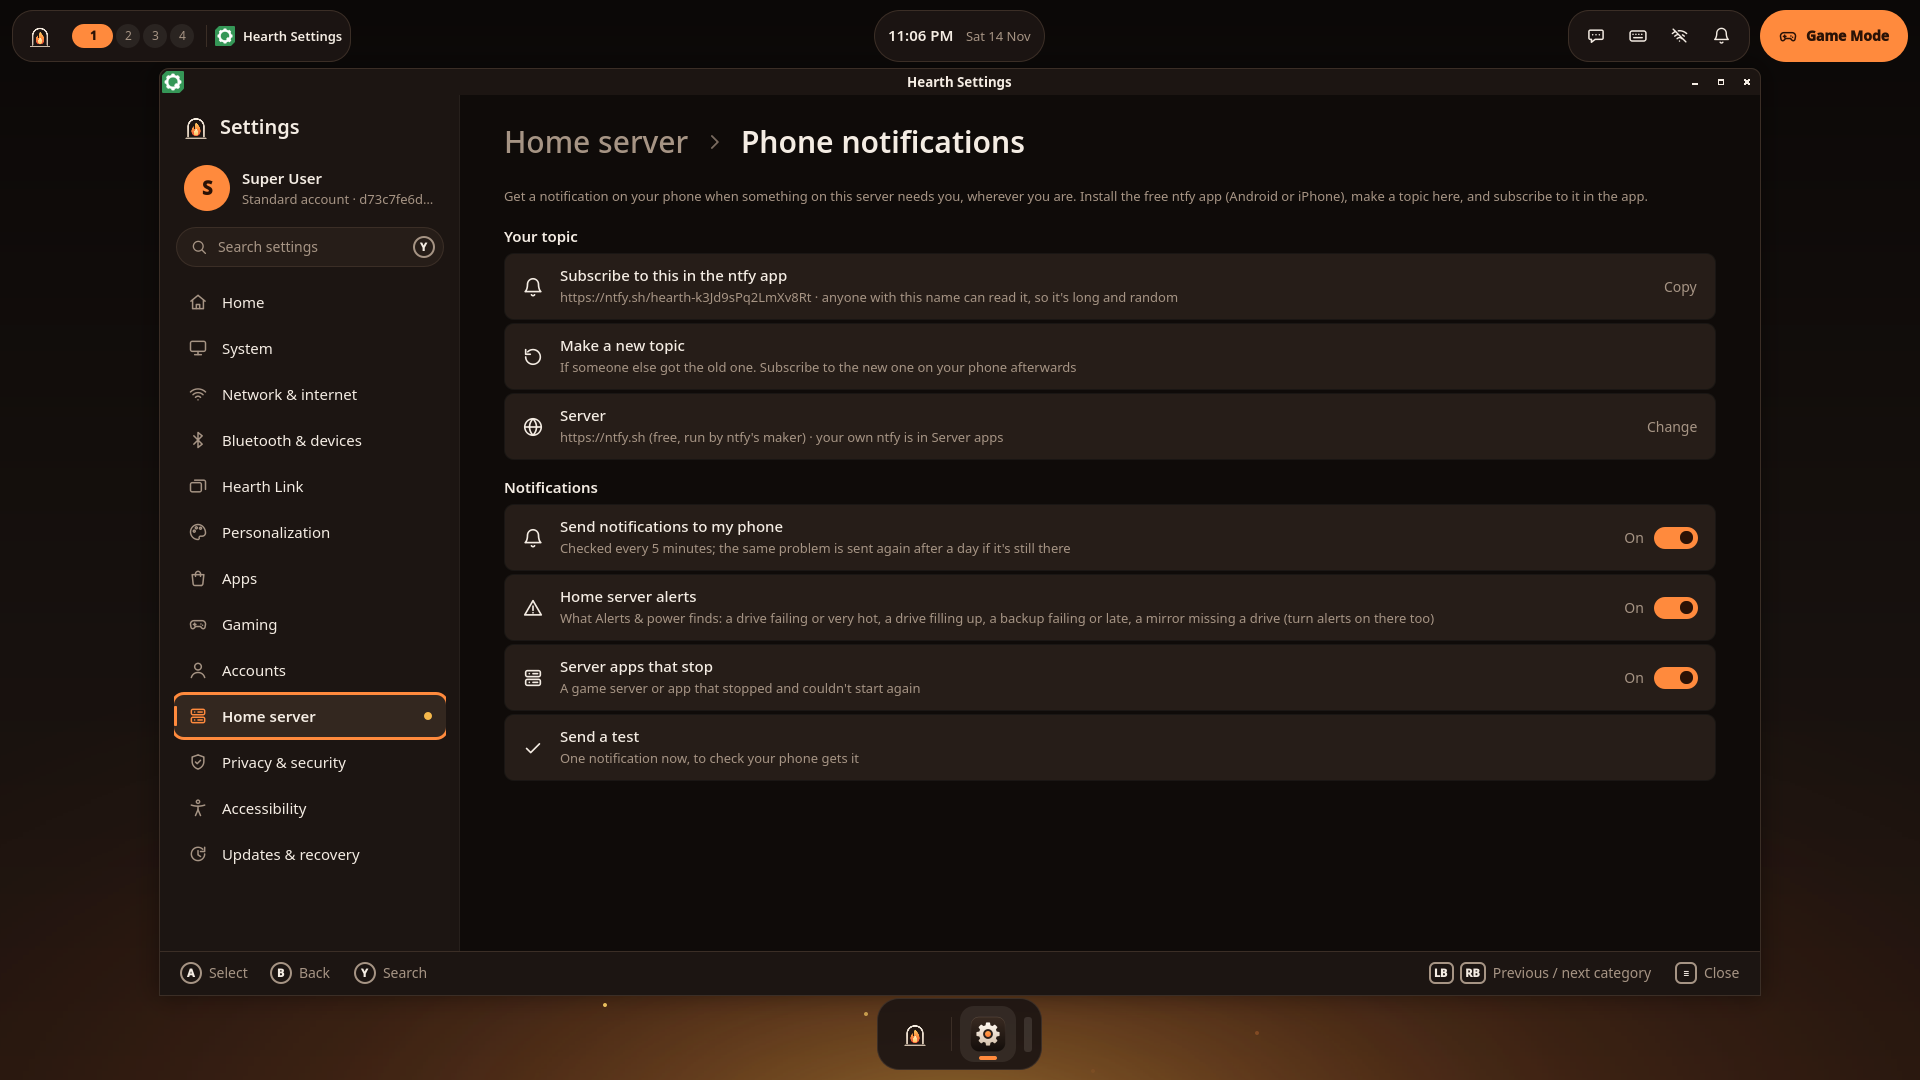 1 2 3 4 Hearth Settings
11:06 PM Sat 14 Nov
Game Mode
Hearth Settings
Settings
S
Super User
Standard account · d73c7fe6d...
Search settings Y
Home
System
Network & internet
Bluetooth & devices
Hearth Link
Personalization
Apps
Gaming
Accounts
Home server
Privacy & security
Accessibility
Updates & recovery
Home server > Phone notifications
Get a notification on your phone when something on this server needs you, wherever you are. Install the free ntfy app (Android or iPhone), make a topic here, and subscribe to it in the app.
Your topic
Subscribe to this in the ntfy app
https://ntfy.sh/hearth-k3Jd9sPq2LmXv8Rt · anyone with this name can read it, so it's long and random
Copy
Make a new topic
If someone else got the old one. Subscribe to the new one on your phone afterwards
Server
https://ntfy.sh (free, run by ntfy's maker) · your own ntfy is in Server apps
Change
Notifications
Send notifications to my phone
Checked every 5 minutes; the same problem is sent again after a day if it's still there
On
Home server alerts
What Alerts & power finds: a drive failing or very hot, a drive filling up, a backup failing or late, a mirror missing a drive (turn alerts on there too)
On
Server apps that stop
A game server or app that stopped and couldn't start again
On
Send a test
One notification now, to check your phone gets it
A Select B Back Y Search
LB RB Previous / next category ≡ Close